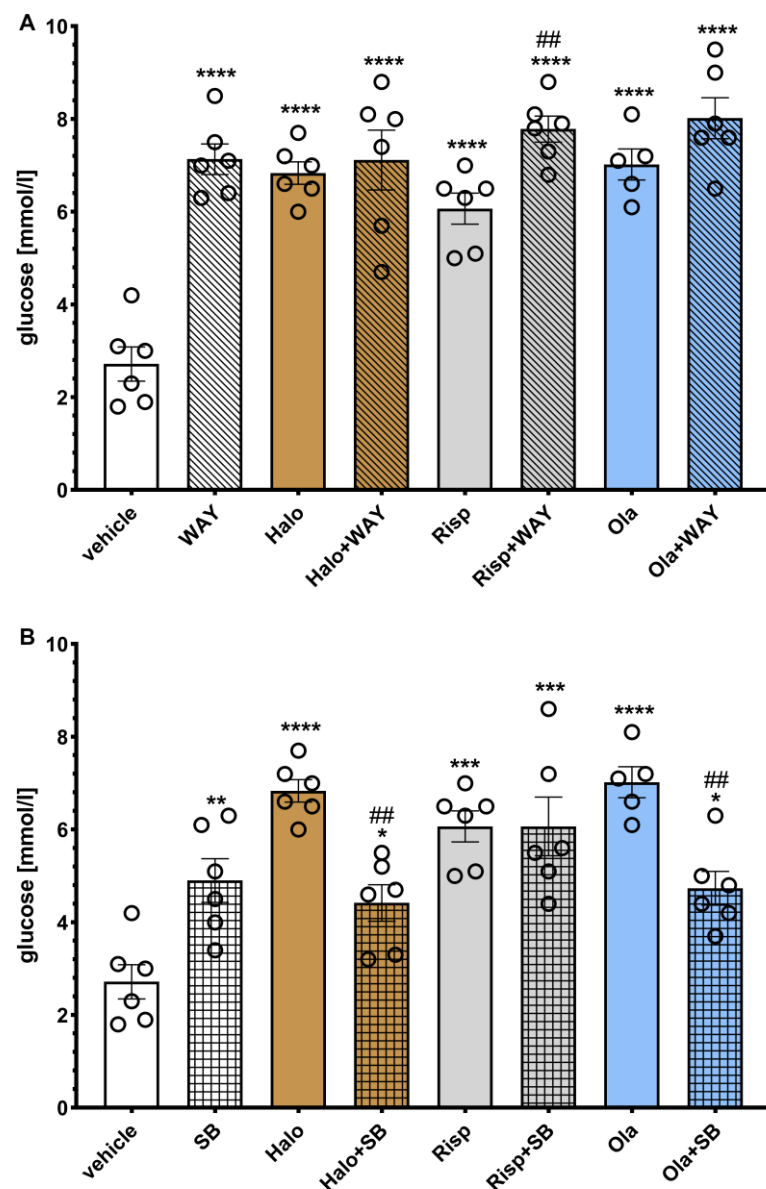 A
glucose [mmol/l]
10
8
6
4
2
0
****
****
****
****
##
****
****
****
vehicle
WAY
Halo
Halo+WAY
Risp
Risp+WAY
Ola
Ola+WAY
B
glucose [mmol/l]
10
8
6
4
2
0
**
****
##
*
***
***
****
##
*
vehicle
SB
Halo
Halo+SB
Risp
Risp+SB
Ola
Ola+SB